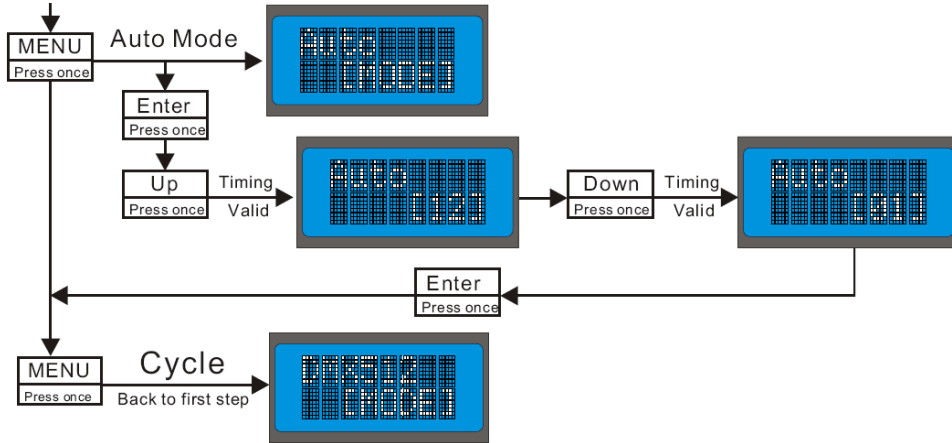 MENU
Press once
Auto Mode
Auto
[MODE]
Enter
Press once
Up
Press once
Timing
Valid
Auto
[12]
Down
Press once
Timing
Valid
Auto
[01]
Enter
Press once
MENU
Press once
Cycle
Back to first step
DMX512
[MODE]